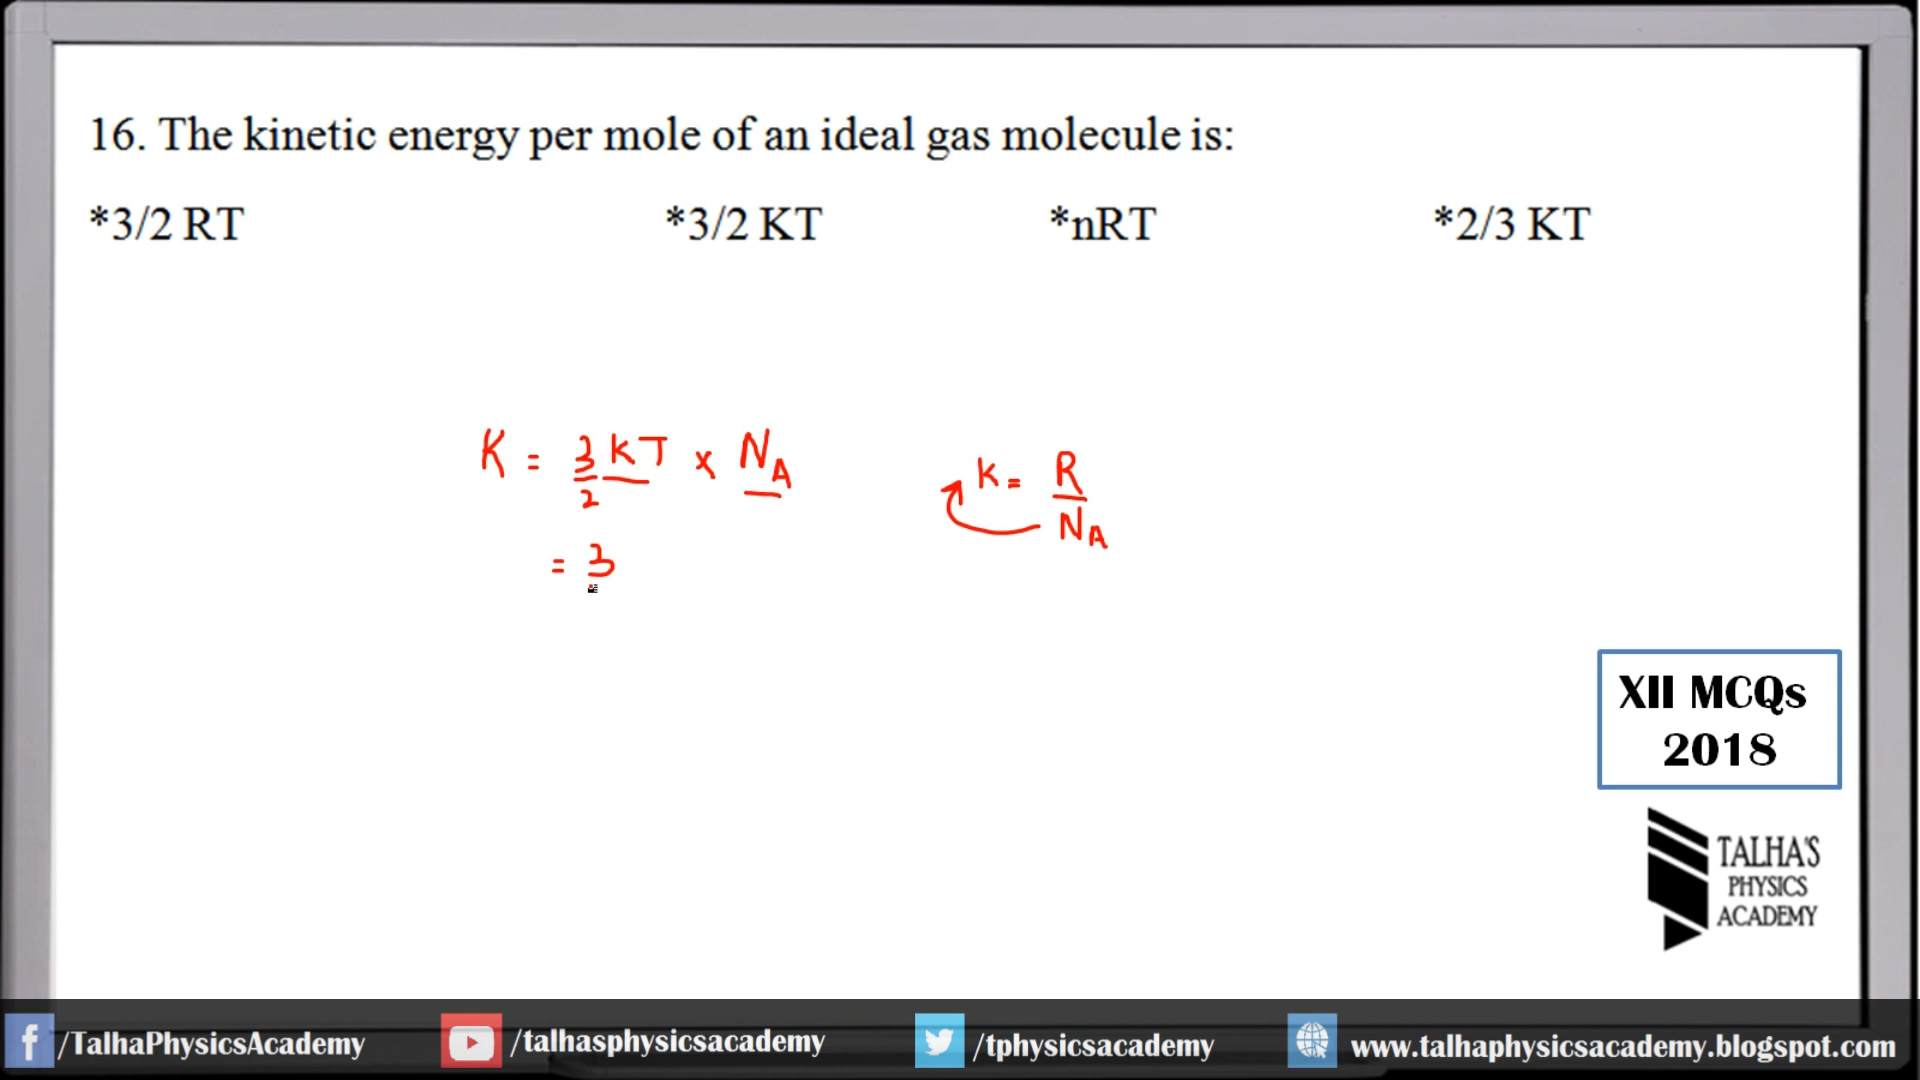 16. The kinetic energy per mole of an ideal gas molecule is:
*3/2 RT *3/2 KT *nRT *2/3 KT
K = 3/2 KT × N_A
K = R/N_A
= 3
XII MCQs
2018
TALHA'S
PHYSICS
ACADEMY
f /TalhaPhysicsAcademy /talhasphysicsacademy /tphysicsacademy www.talhaphysicsacademy.blogspot.com